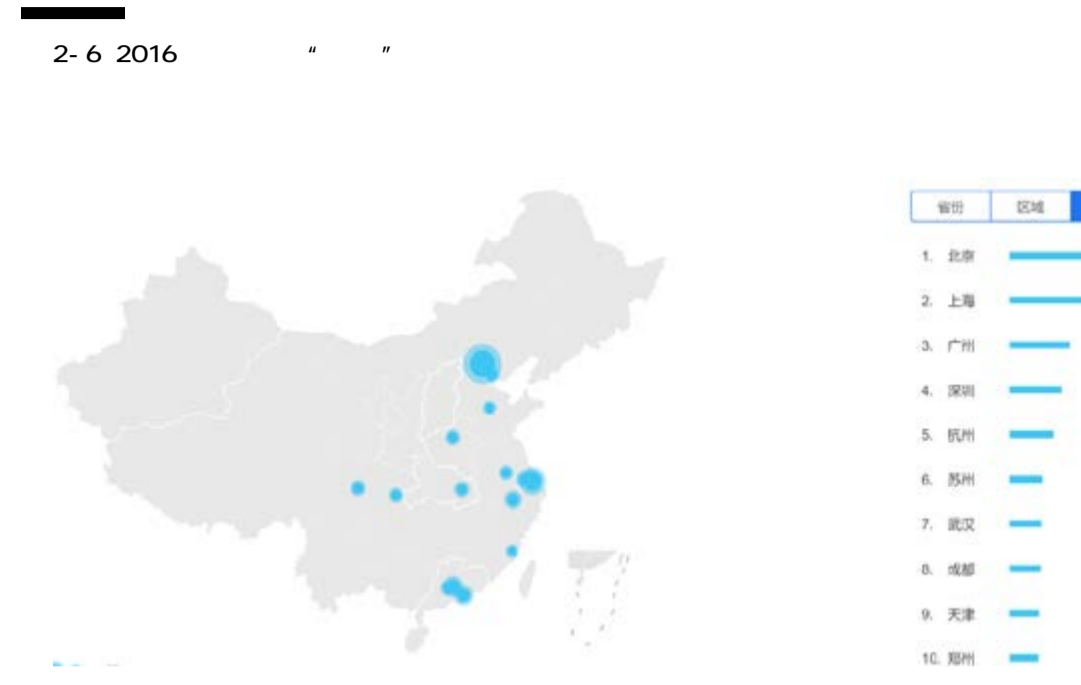 2-6 2016 “ ”
省份 区域
1. 北京
2. 上海
3. 广州
4. 深圳
5. 杭州
6. 苏州
7. 武汉
8. 成都
9. 天津
10. 郑州